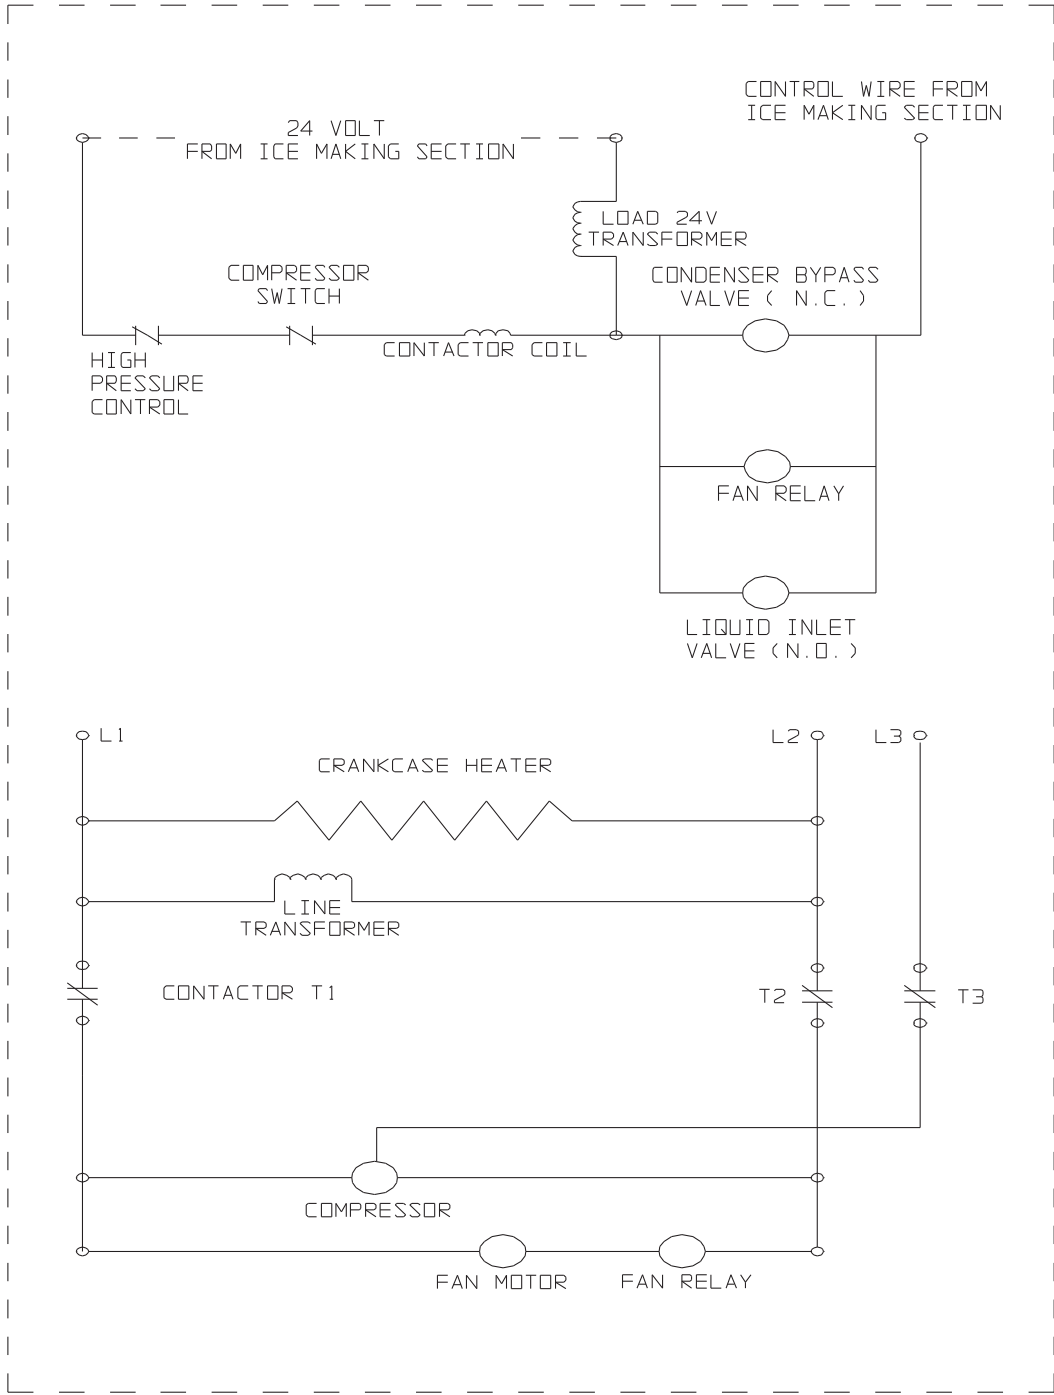 CONTROL WIRE FROM
ICE MAKING SECTION
24 VOLT
FROM ICE MAKING SECTION
LOAD 24V
TRANSFORMER
COMPRESSOR
SWITCH
CONDENSER BYPASS
VALVE ( N.C. )
CONTACTOR COIL
HIGH
PRESSURE
CONTROL
FAN RELAY
LIQUID INLET
VALVE (N.O. )
L1
L2
L3
CRANKCASE HEATER
LINE
TRANSFORMER
CONTACTOR T1
T2
T3
COMPRESSOR
FAN MOTOR
FAN RELAY